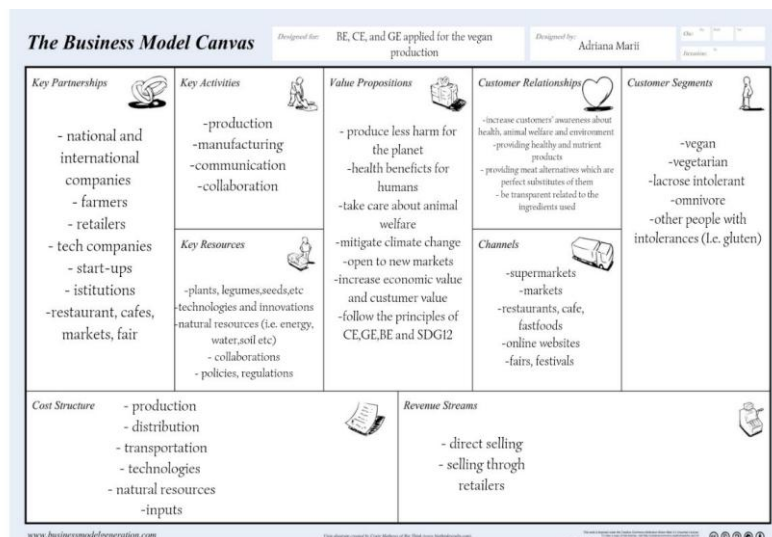 The Business Model Canvas
Designed for:
BE, CE, and GE applied for the vegan
production
Designed by:
Adriana Marii
On:
Iteration:
Key Partnerships
- national and
international
companies
- farmers
- retailers
- tech companies
- start-ups
- istitutions
-restaurant, cafes,
markets, fair
Key Activities
-production
-manufacturing
-communication
-collaboration
Key Resources
-plants, legumes,seeds,etc
-technologies and innovations
-natural resources (i.e. energy,
water,soil etc)
- collaborations
- policies, regulations
Value Propositions
- produce less harm for
the planet
-health beneficts for
humans
-take care about animal
welfare
-mitigate climate change
-open to new markets
-increase economic value
and custumer value
-follow the principles of
CE,GE,BE and SDG12
Customer Relationships
-increase customers' awareness about
health, animal welfare and environment
-providing healthy and nutrient
products
- providing meat alternatives which are
perfect substitutes of them
- be transparent related to the
ingredients used
Channels
-supermarkets
-markets
-restaurants, cafe,
fastfoods
-online websites
-fairs, festivals
Customer Segments
-vegan
-vegetarian
-lacrose intolerant
-omnivore
-other people with
intolerances (I.e. gluten)
Cost Structure
- production
- distribution
- transportation
- technologies
- natural resources
-inputs
Revenue Streams
- direct selling
- selling throgh
retailers
www.businessmodelgeneration.com